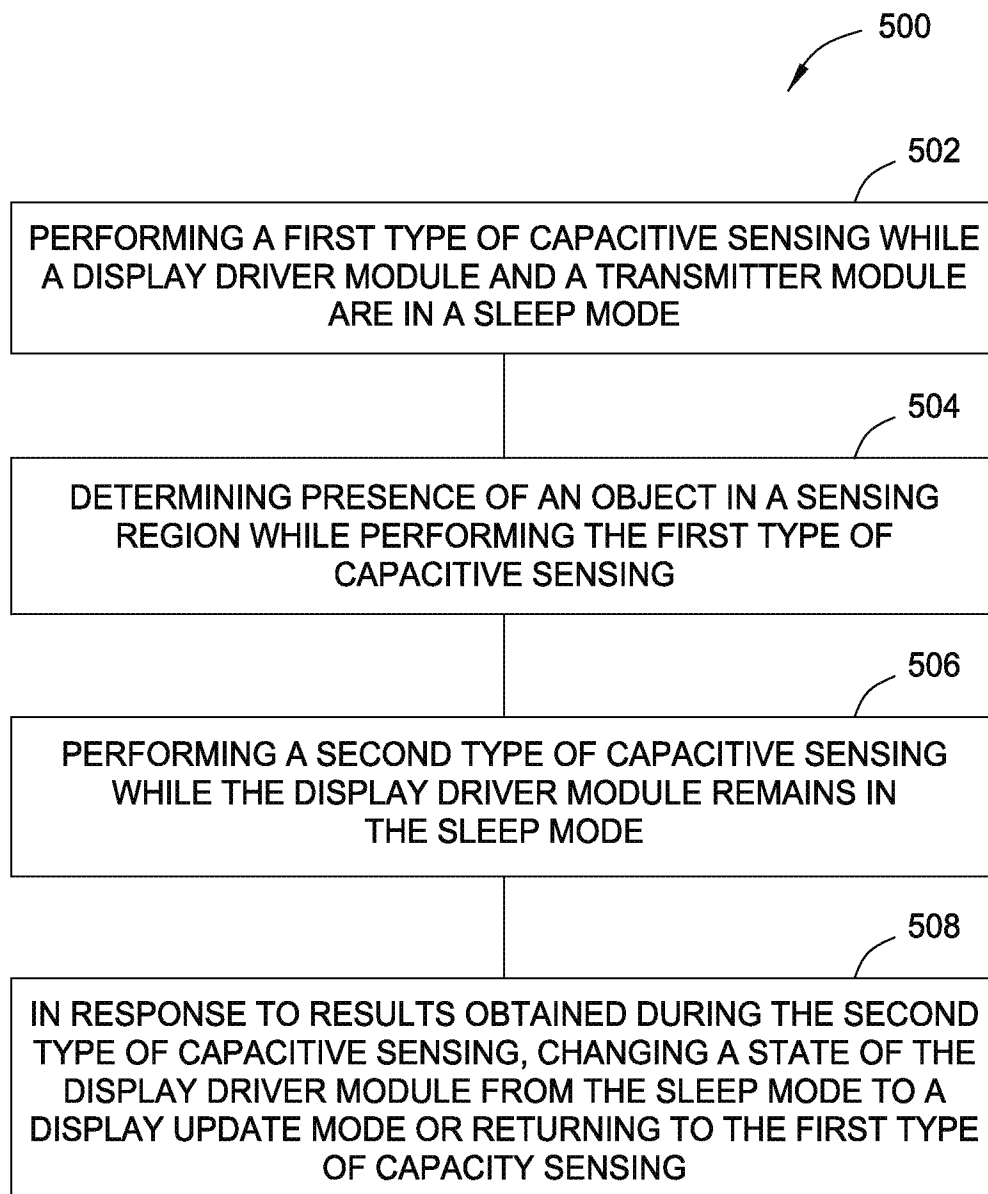 500
502
PERFORMING A FIRST TYPE OF CAPACITIVE SENSING WHILE
A DISPLAY DRIVER MODULE AND A TRANSMITTER MODULE
ARE IN A SLEEP MODE
504
DETERMINING PRESENCE OF AN OBJECT IN A SENSING
REGION WHILE PERFORMING THE FIRST TYPE OF
CAPACITIVE SENSING
506
PERFORMING A SECOND TYPE OF CAPACITIVE SENSING
WHILE THE DISPLAY DRIVER MODULE REMAINS IN
THE SLEEP MODE
508
IN RESPONSE TO RESULTS OBTAINED DURING THE SECOND
TYPE OF CAPACITIVE SENSING, CHANGING A STATE OF THE
DISPLAY DRIVER MODULE FROM THE SLEEP MODE TO A
DISPLAY UPDATE MODE OR RETURNING TO THE FIRST TYPE
OF CAPACITY SENSING